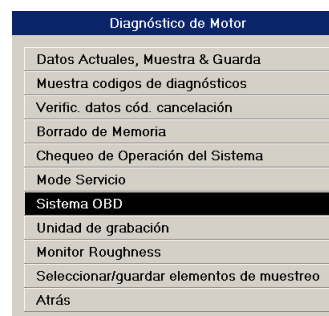 Diagnóstico de Motor
Datos Actuales, Muestra & Guarda
Muestra codigos de diagnósticos
Verific. datos cód. cancelación
Borrado de Memoria
Chequeo de Operación del Sistema
Mode Servicio
Sistema OBD
Unidad de grabación
Monitor Roughness
Seleccionar/guardar elementos de muestreo
Atrás